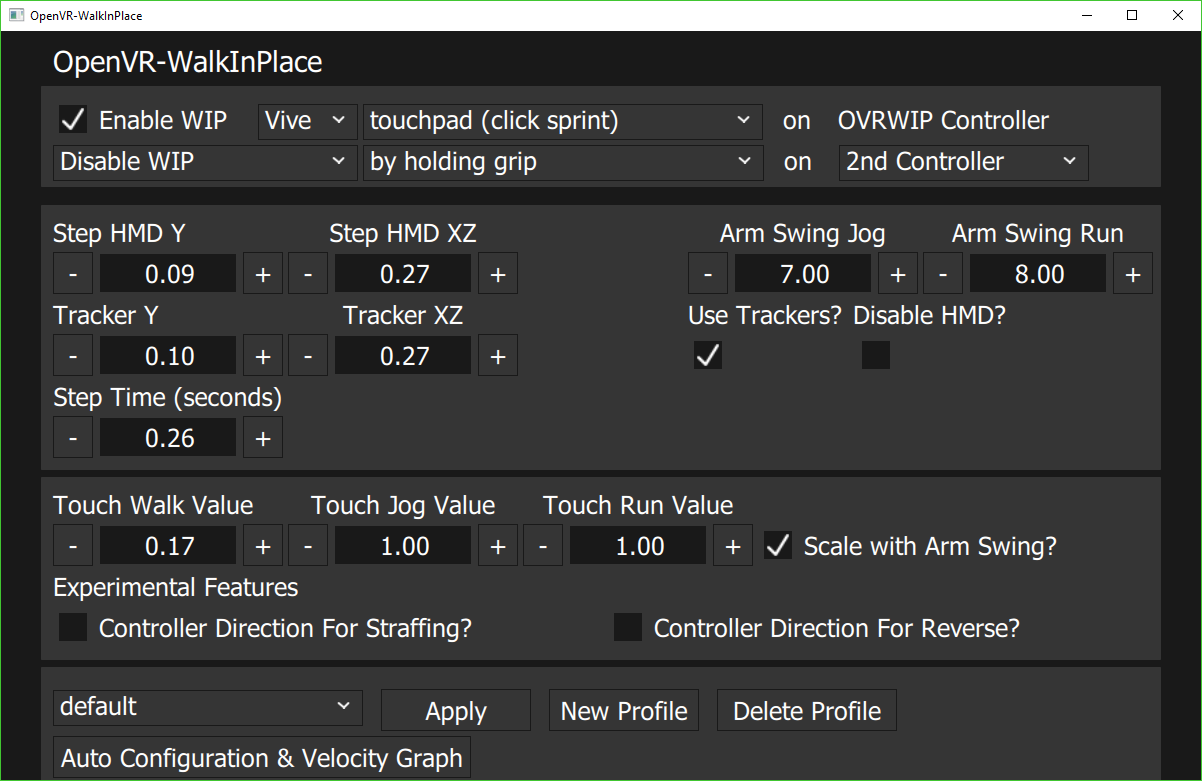 OpenVR-WalkInPlace
OpenVR-WalkInPlace
Enable WIP Vive touchpad (click sprint) on OVRWIP Controller
Disable WIP by holding grip on 2nd Controller
Step HMD Y Step HMD XZ Arm Swing Jog Arm Swing Run
- 0.09 + - 0.27 + - 7.00 + - 8.00 +
Tracker Y Tracker XZ Use Trackers? Disable HMD?
- 0.10 + - 0.27 +
Step Time (seconds)
- 0.26 +
Touch Walk Value Touch Jog Value Touch Run Value
- 0.17 + - 1.00 + - 1.00 + Scale with Arm Swing?
Experimental Features
Controller Direction For Straffing? Controller Direction For Reverse?
default Apply New Profile Delete Profile
Auto Configuration & Velocity Graph